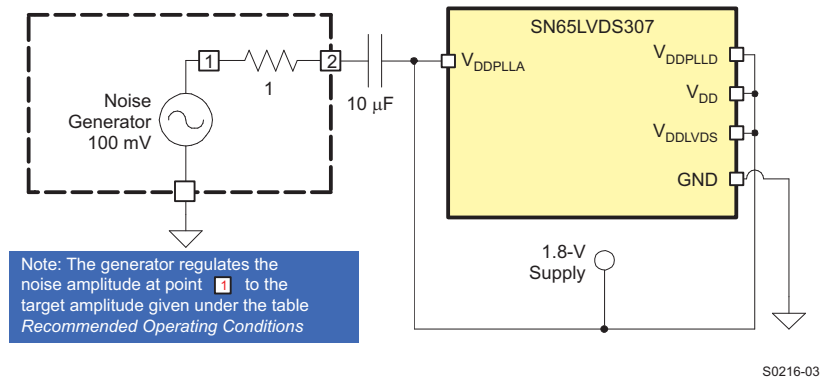 SN65LVDS307
1
2
1
10 μF
Noise
Generator
100 mV
VDDPLLA
VDDPLLD
VDD
VDDLVDS
GND
1.8-V
Supply
Note: The generator regulates the
noise amplitude at point 1 to the
target amplitude given under the table
Recommended Operating Conditions
S0216-03